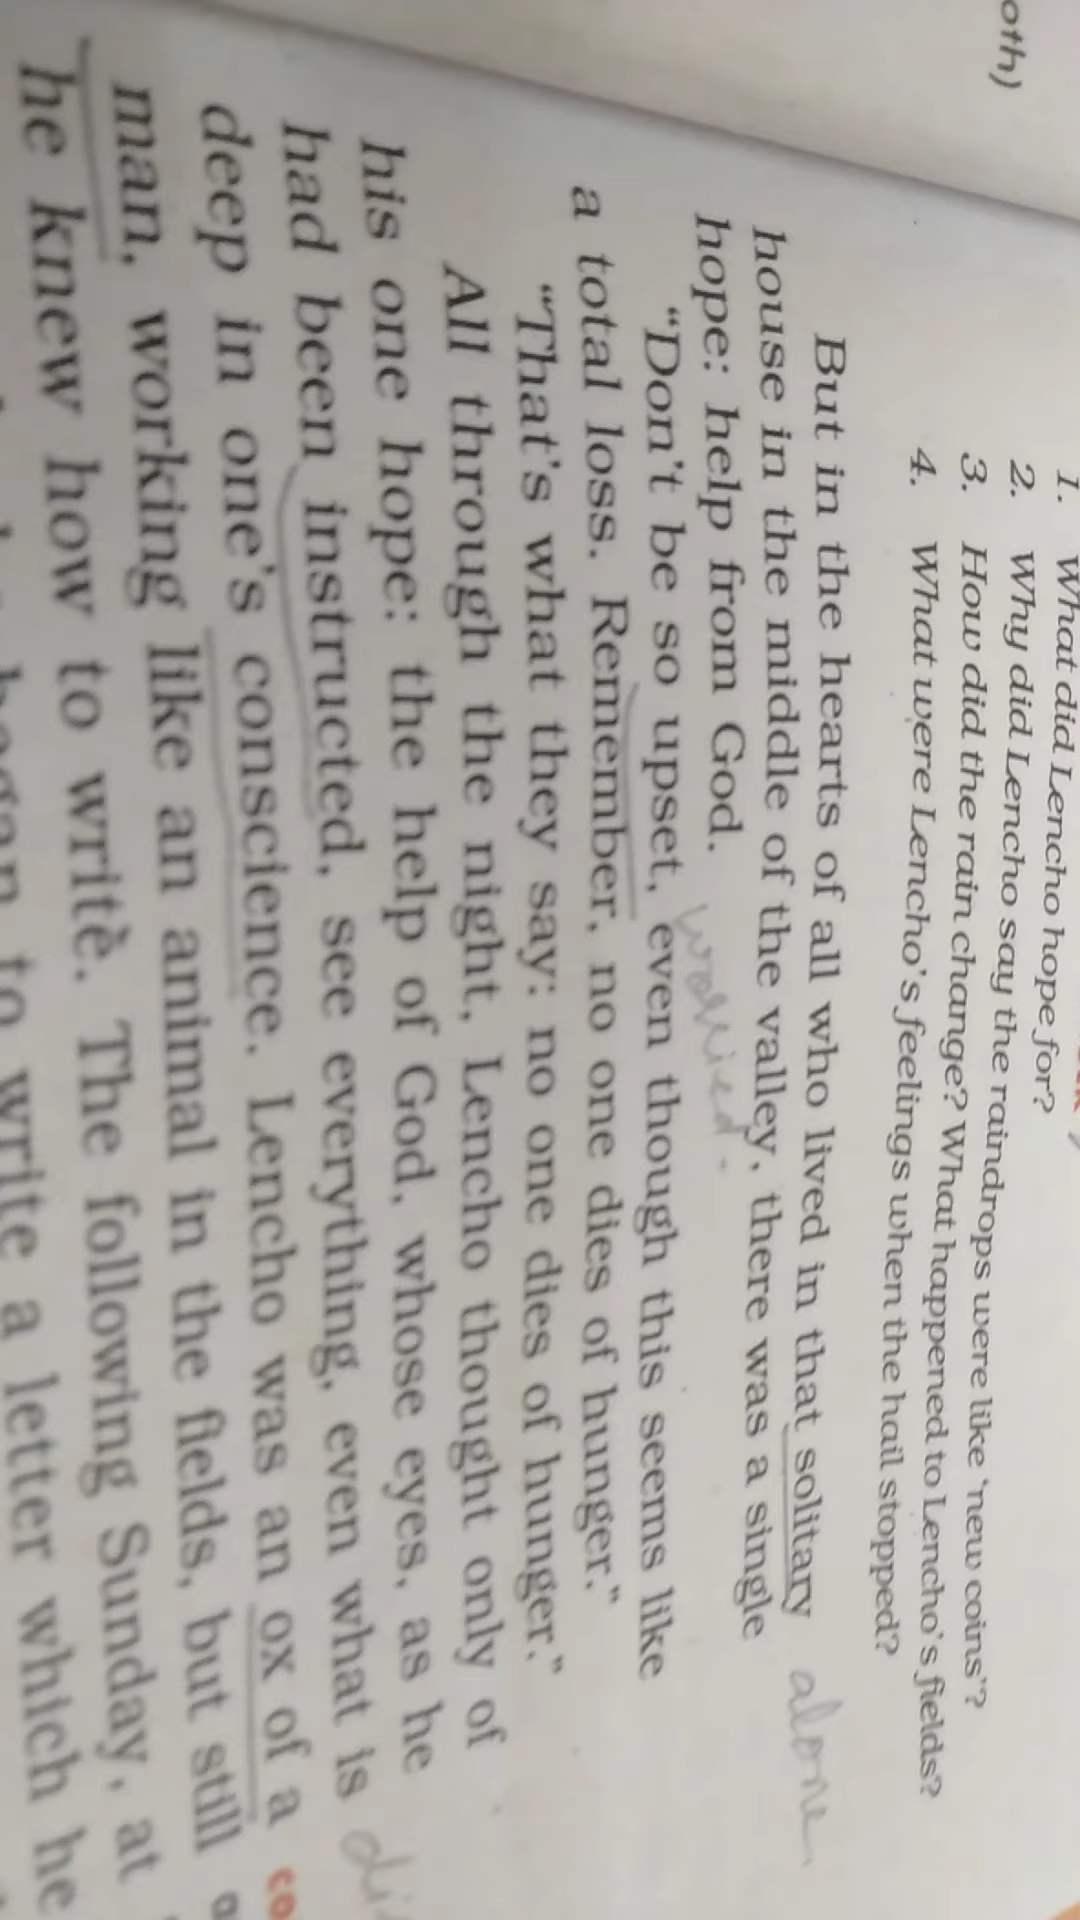 oth)
1. What did Lencho hope for?
2. Why did Lencho say the raindrops were like ‘new coins’?
3. How did the rain change? What happened to Lencho’s fields?
4. What were Lencho’s feelings when the hail stopped?
But in the hearts of all who lived in that solitary alone
house in the middle of the valley, there was a single
hope: help from God.
worried.
“Don’t be so upset, even though this seems like
a total loss. Remember, no one dies of hunger.”
“That’s what they say: no one dies of hunger.”
All through the night, Lencho thought only of
his one hope: the help of God, whose eyes, as he
had been instructed, see everything, even what is
deep in one’s conscience. Lencho was an ox of a co
man, working like an animal in the fields, but still
he knew how to write. The following Sunday, at
to write a letter which he